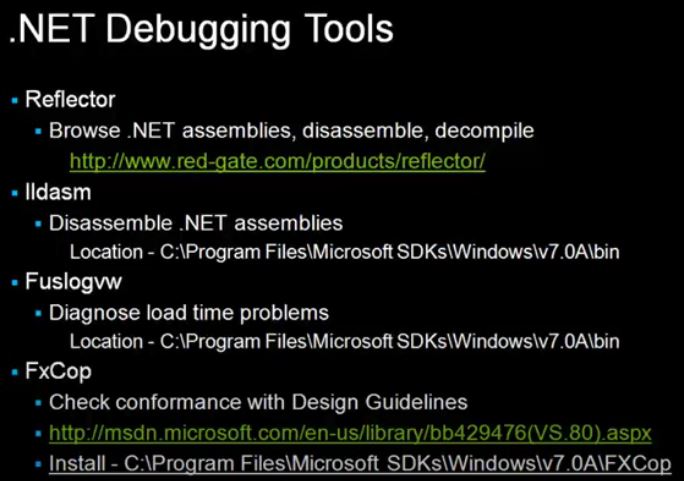 .NET Debugging Tools
Reflector
Browse .NET assemblies, disassemble, decompile
http://www.red-gate.com/products/reflector/
Ildasm
Disassemble .NET assemblies
Location - C:\Program Files\Microsoft SDKs\Windows\v7.0A\bin
Fuslogvw
Diagnose load time problems
Location - C:\Program Files\Microsoft SDKs\Windows\v7.0A\bin
FxCop
Check conformance with Design Guidelines
http://msdn.microsoft.com/en-us/library/bb429476(VS.80).aspx
Install - C:\Program Files\Microsoft SDKs\Windows\v7.0A\FXCop